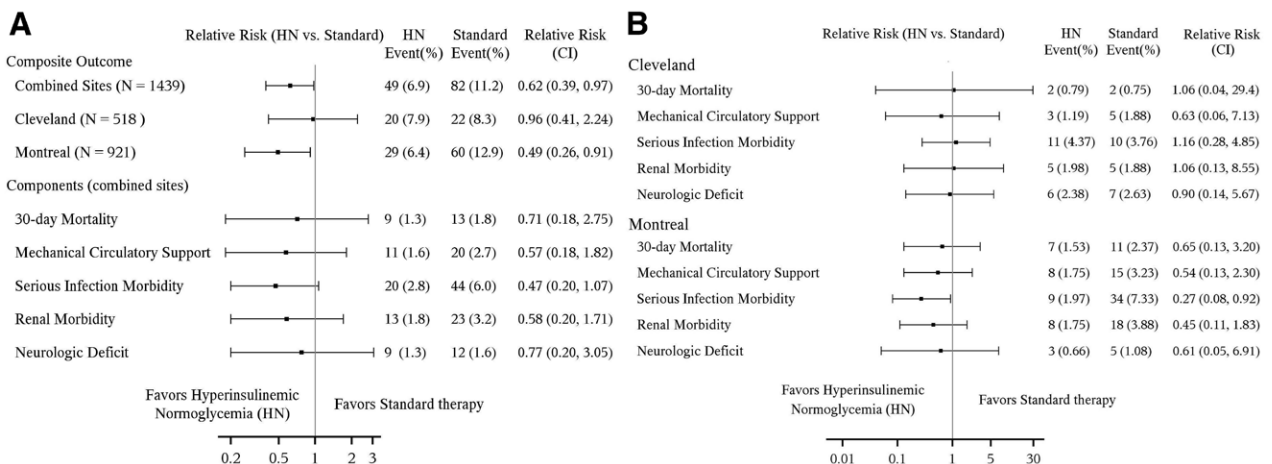 A
Relative Risk (HN vs. Standard) HN Event(%) Standard Event(%) Relative Risk (CI)
Composite Outcome
Combined Sites (N = 1439) 49 (6.9) 82 (11.2) 0.62 (0.39, 0.97)
Cleveland (N = 518 ) 20 (7.9) 22 (8.3) 0.96 (0.41, 2.24)
Montreal (N = 921) 29 (6.4) 60 (12.9) 0.49 (0.26, 0.91)
Components (combined sites)
30-day Mortality 9 (1.3) 13 (1.8) 0.71 (0.18, 2.75)
Mechanical Circulatory Support 11 (1.6) 20 (2.7) 0.57 (0.18, 1.82)
Serious Infection Morbidity 20 (2.8) 44 (6.0) 0.47 (0.20, 1.07)
Renal Morbidity 13 (1.8) 23 (3.2) 0.58 (0.20, 1.71)
Neurologic Deficit 9 (1.3) 12 (1.6) 0.77 (0.20, 3.05)
Favors Hyperinsulinemic
Normoglycemia (HN)
Favors Standard therapy
0.2 0.5 1 2 3
B
Relative Risk (HN vs. Standard) HN Event(%) Standard Event(%) Relative Risk (CI)
Cleveland
30-day Mortality 2 (0.79) 2 (0.75) 1.06 (0.04, 29.4)
Mechanical Circulatory Support 3 (1.19) 5 (1.88) 0.63 (0.06, 7.13)
Serious Infection Morbidity 11 (4.37) 10 (3.76) 1.16 (0.28, 4.85)
Renal Morbidity 5 (1.98) 5 (1.88) 1.06 (0.13, 8.55)
Neurologic Deficit 6 (2.38) 7 (2.63) 0.90 (0.14, 5.67)
Montreal
30-day Mortality 7 (1.53) 11 (2.37) 0.65 (0.13, 3.20)
Mechanical Circulatory Support 8 (1.75) 15 (3.23) 0.54 (0.13, 2.30)
Serious Infection Morbidity 9 (1.97) 34 (7.33) 0.27 (0.08, 0.92)
Renal Morbidity 8 (1.75) 18 (3.88) 0.45 (0.11, 1.83)
Neurologic Deficit 3 (0.66) 5 (1.08) 0.61 (0.05, 6.91)
Favors Hyperinsulinemic
Normoglycemia (HN)
Favors Standard therapy
0.01 0.1 1 5 30